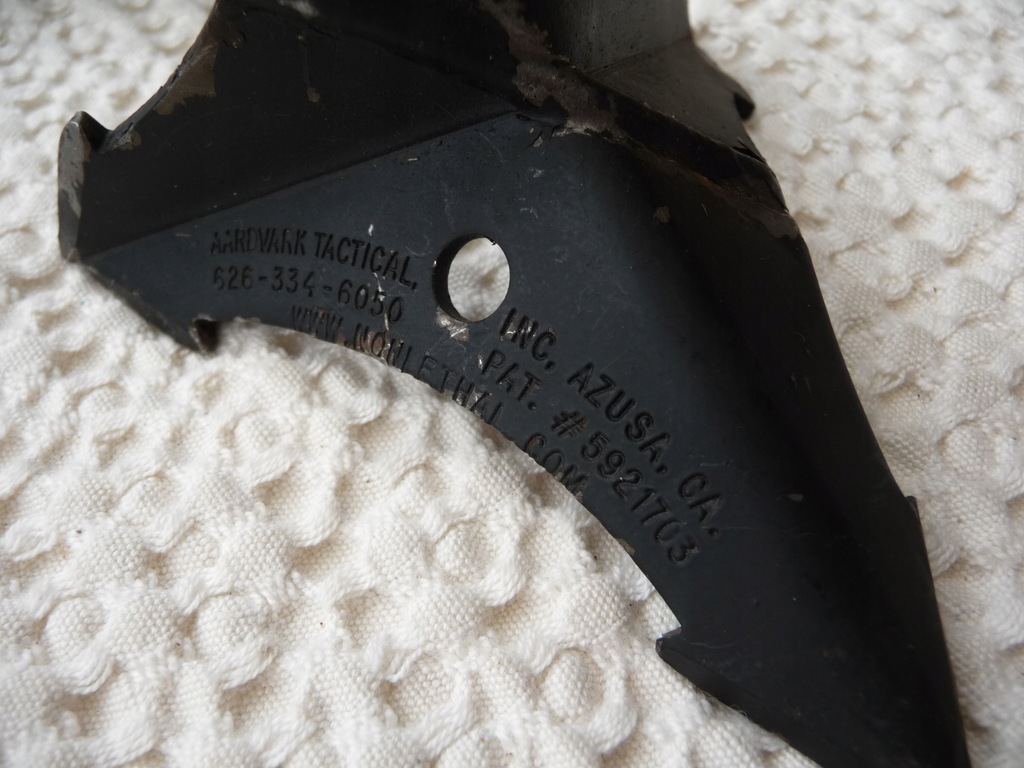 AARDVARK TACTICAL, INC. AZUSA, CA.
626-334-6050 PAT. #5921703
WWW.NONLETHAL.COM